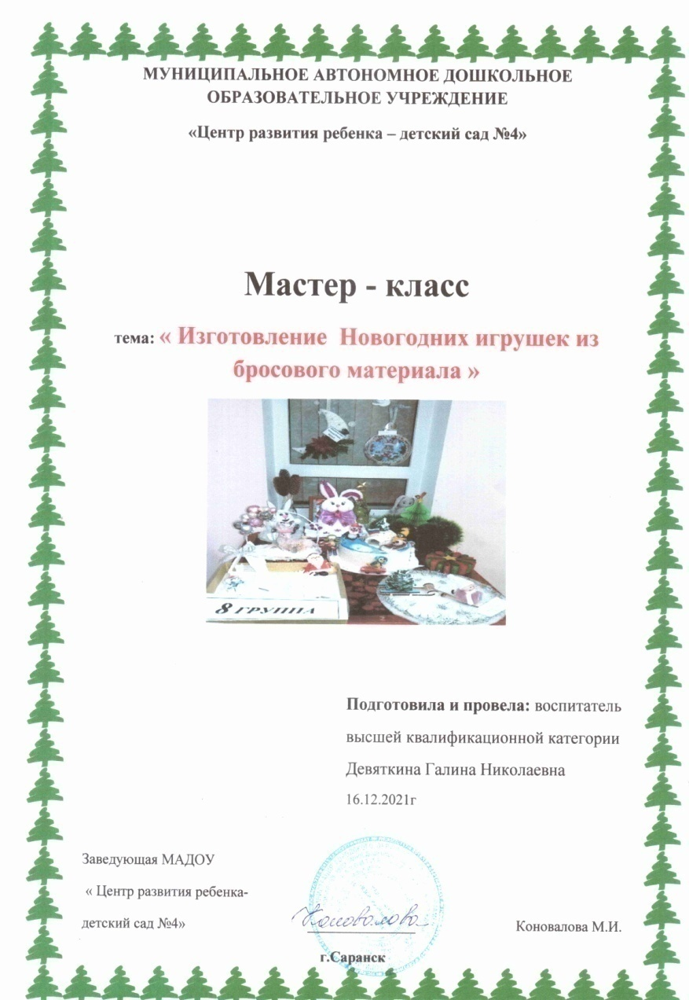 МУНИЦИПАЛЬНОЕ АВТОНОМНОЕ ДОШКОЛЬНОЕ
ОБРАЗОВАТЕЛЬНОЕ УЧРЕЖДЕНИЕ
«Центр развития ребенка – детский сад №4»
Мастер - класс
тема: « Изготовление Новогодних игрушек из
бросового материала »
8 ГРУППА
Подготовила и провела: воспитатель
высшей квалификационной категории
Девяткина Галина Николаевна
16.12.2021г
Заведующая МАДОУ
« Центр развития ребенка-
детский сад №4»
Коновалова
Коновалова М.И.
г.Саранск